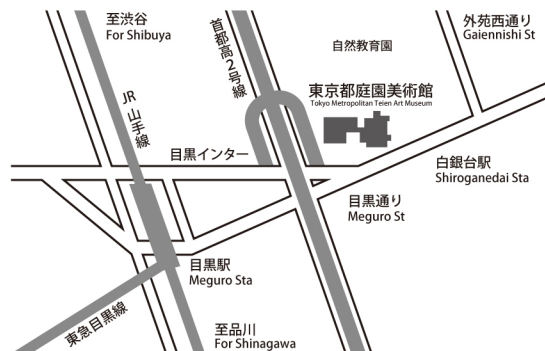 至渋谷
For Shibuya
首都高2号線
自然教育園
外苑西通り
Gaiennishi St
JR 山手線
東京都庭園美術館
Tokyo Metropolitan Teien Art Museum
目黒インター
白銀台駅
Shiroganedai Sta
目黒通り
Meguro St
目黒駅
Meguro Sta
東急目黒線
至品川
For Shinagawa